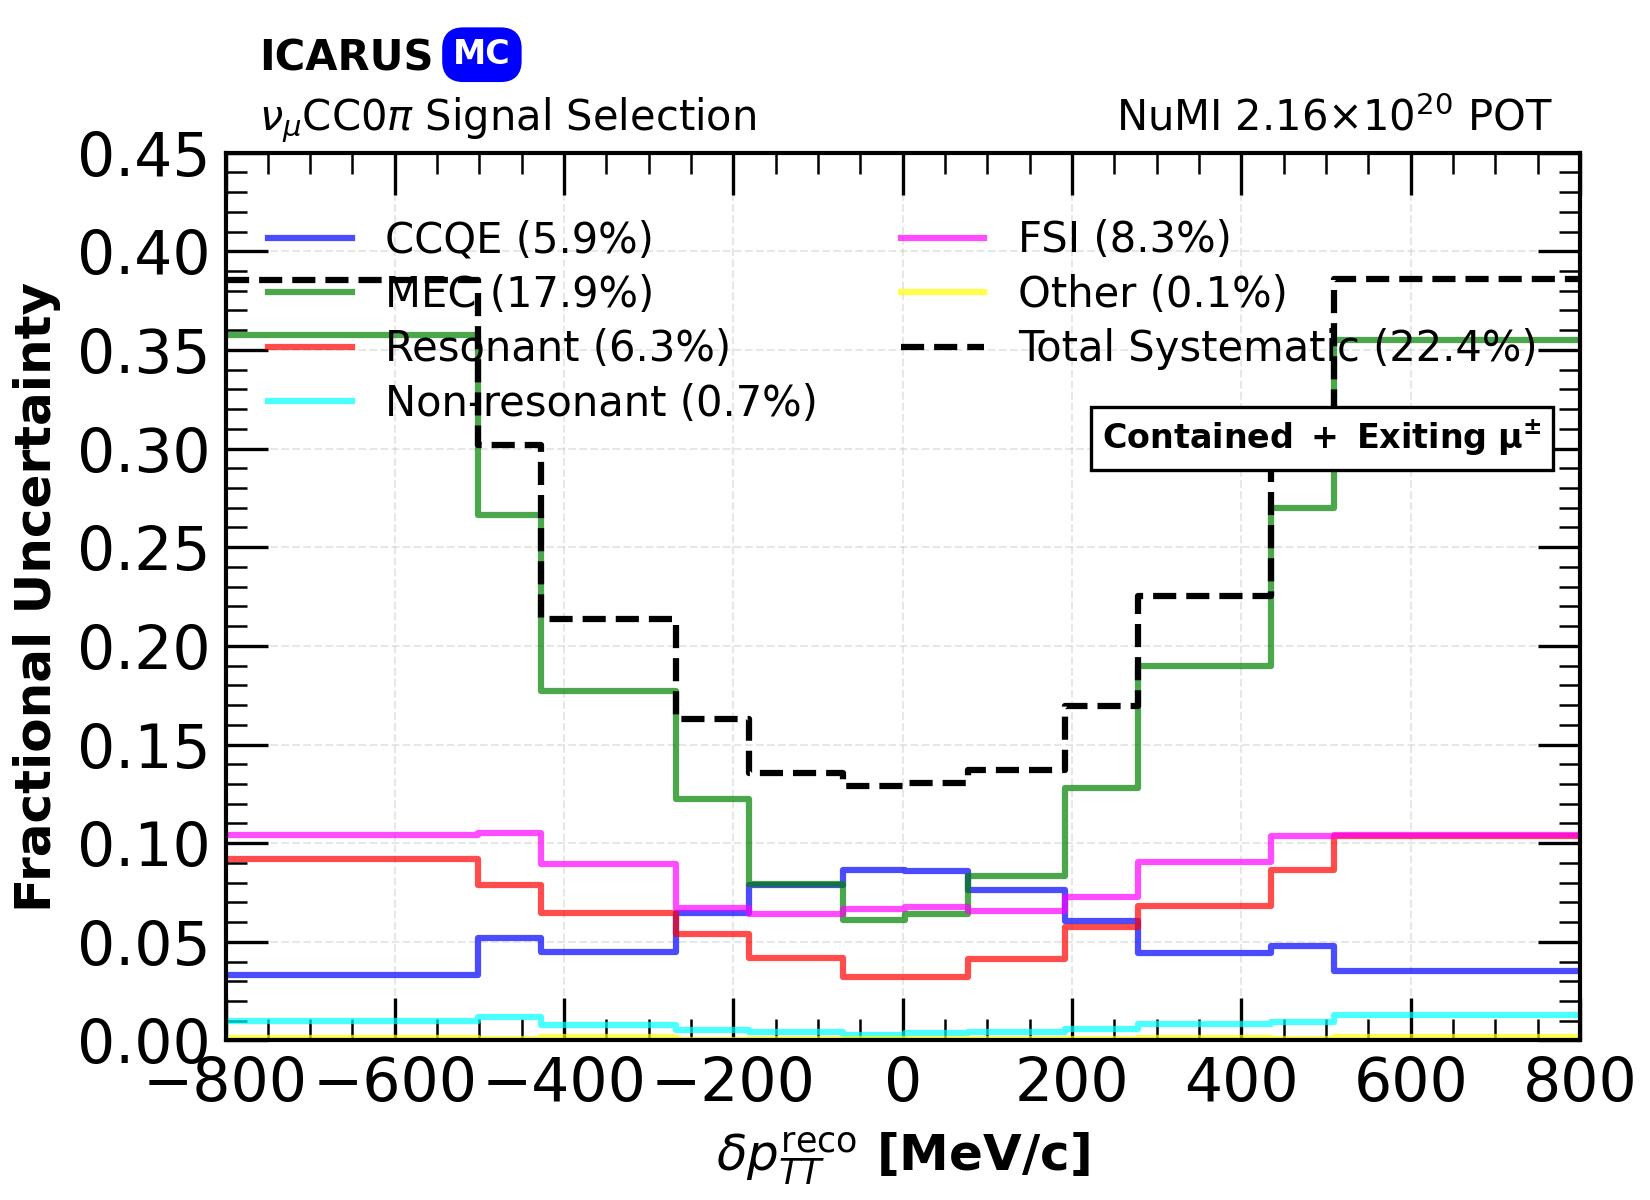 ICARUS MC
νμCC0π Signal Selection
NuMI 2.16×10²⁰ POT
Fractional Uncertainty
0.45
0.40
0.35
0.30
0.25
0.20
0.15
0.10
0.05
0.00
CCQE (5.9%)
MEC (17.9%)
Resonant (6.3%)
Non-resonant (0.7%)
FSI (8.3%)
Other (0.1%)
Total Systematic (22.4%)
Contained + Exiting μ±
−800 −600 −400 −200 0 200 400 600 800
δp_TT^reco [MeV/c]